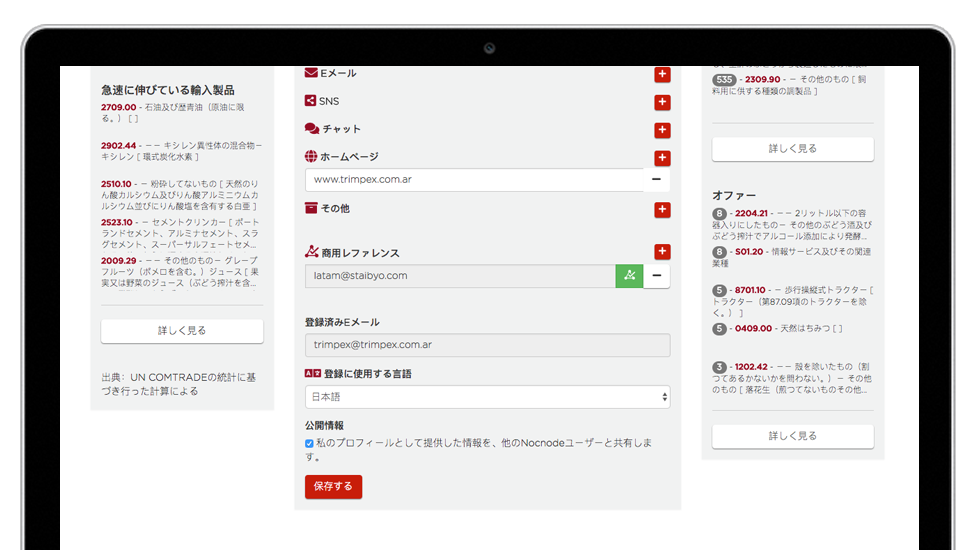 急速に伸びている輸入製品
2709.00 - 石油及び歴青油（原油に限
る。） [ ]
2902.44 - －－ キシレン異性体の混合物－
キシレン [ 環式炭化水素 ]
2510.10 - － 粉砕してないもの [ 天然のり
ん酸カルシウム及びりん酸アルミニウムカ
ルシウム並びにりん酸塩を含有する白亜 ]
2523.10 - － セメントクリンカー [ ポート
ランドセメント、アルミナセメント、スラ
グセメント、スーパーサルフェートセメ...
2009.29 - －－ その他のもの－ グレープ
フルーツ（ポメロを含む。）ジュース [ 果
実又は野菜のジュース（ぶどう搾汁を含...
詳しく見る
出典：UN COMTRADEの統計に基
づき行った計算による
Eメール
SNS
チャット
ホームページ
www.trimpex.com.ar
その他
商用レファレンス
latam@staibyo.com
登録済みEメール
trimpex@trimpex.com.ar
登録に使用する言語
日本語
公開情報
私のプロフィールとして提供した情報を、他のNocnodeユーザーと共有しま
す。
保存する
535 - 2309.90 - － その他のもの [ 飼
料用に供する種類の調製品 ]
詳しく見る
オファー
8 - 2204.21 - －－ 2リットル以下の容
器入りにしたもの－ その他のぶどう酒及び
ぶどう搾汁でアルコール添加により発酵...
8 - S01.20 - 情報サービス及びその関連
業種
5 - 8701.10 - － 歩行操縦式トラクター [
トラクター（第87.09項のトラクターを除
く。） ]
5 - 0409.00 - 天然はちみつ [ ]
3 - 1202.42 - －－ 殻を除いたもの（割
つてあるかないかを問わない。）－ その他
のもの [ 落花生（煎つてないものその他...
詳しく見る